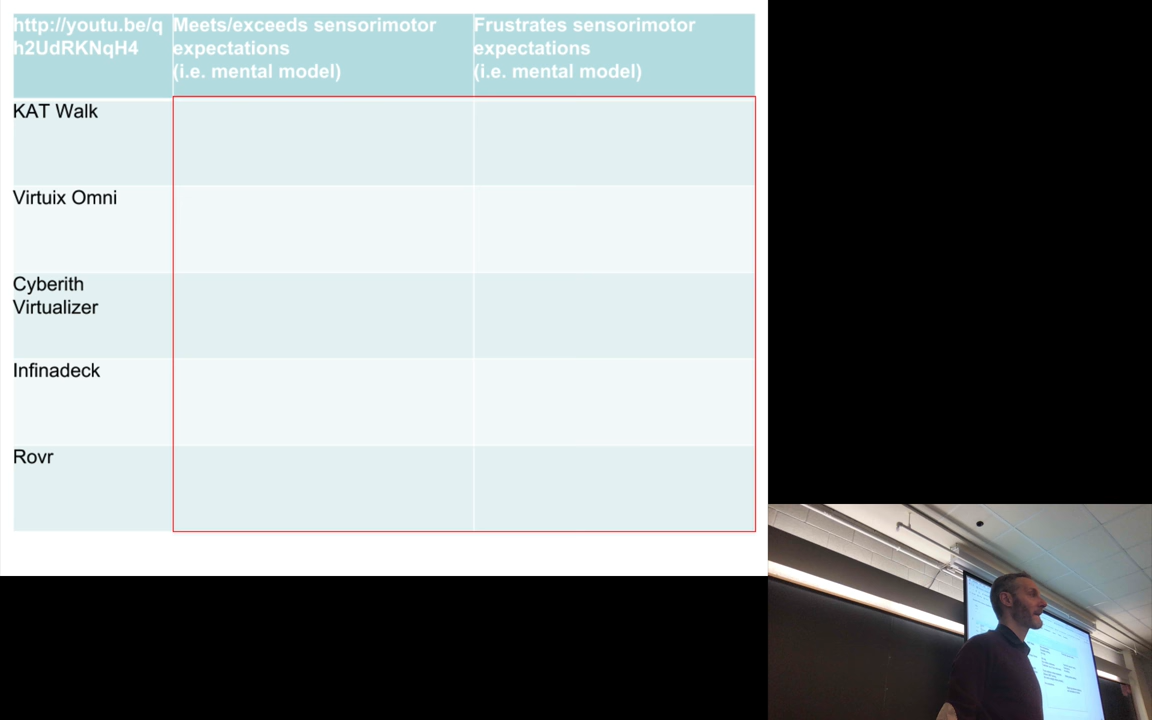 http://youtu.be/q
h2UdRKNqH4
Meets/exceeds sensorimotor
expectations
(i.e. mental model)
Frustrates sensorimotor
expectations
(i.e. mental model)
KAT Walk
Virtuix Omni
Cyberith
Virtualizer
Infinadeck
Rovr